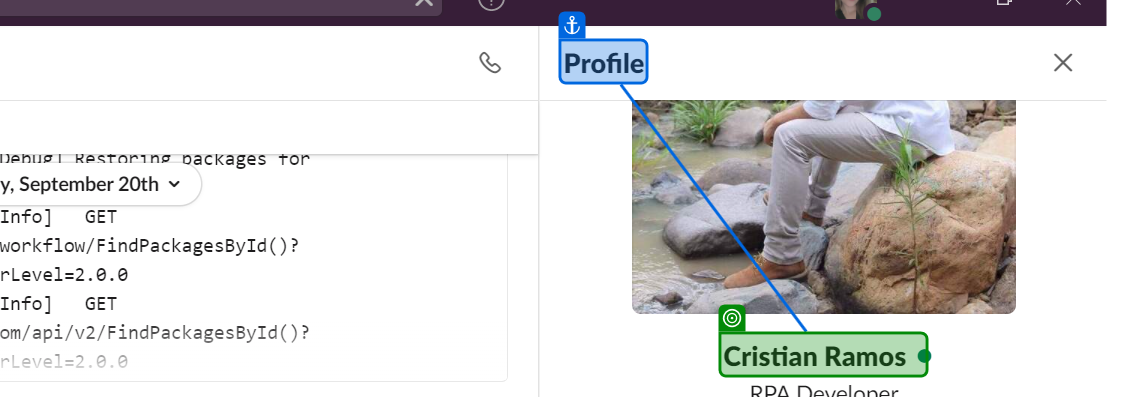 Profile
Debug] Restoring packages for
y, September 20th
Info]   GET
workflow/FindPackagesById()?
rLevel=2.0.0
Info]   GET
om/api/v2/FindPackagesById()?
rLevel=2.0.0
Cristian Ramos
RPA Developer